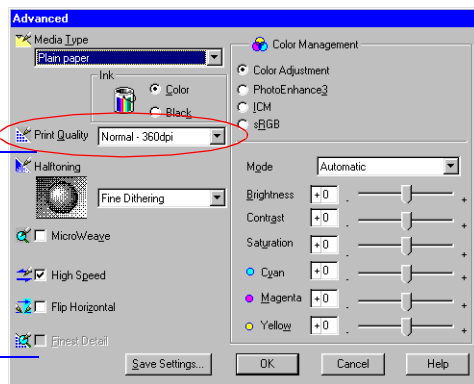 Advanced
Media Type
Plain paper
Ink
Color
Black
Print Quality
Normal - 360dpi
Halftoning
Fine Dithering
MicroWeave
High Speed
Flip Horizontal
Finest Detail
Color Management
Color Adjustment
PhotoEnhance3
ICM
sRGB
Mode
Automatic
Brightness +0 - +
Contrast +0 - +
Saturation +0 - +
Cyan +0 - +
Magenta +0 - +
Yellow +0 - +
Save Settings... OK Cancel Help